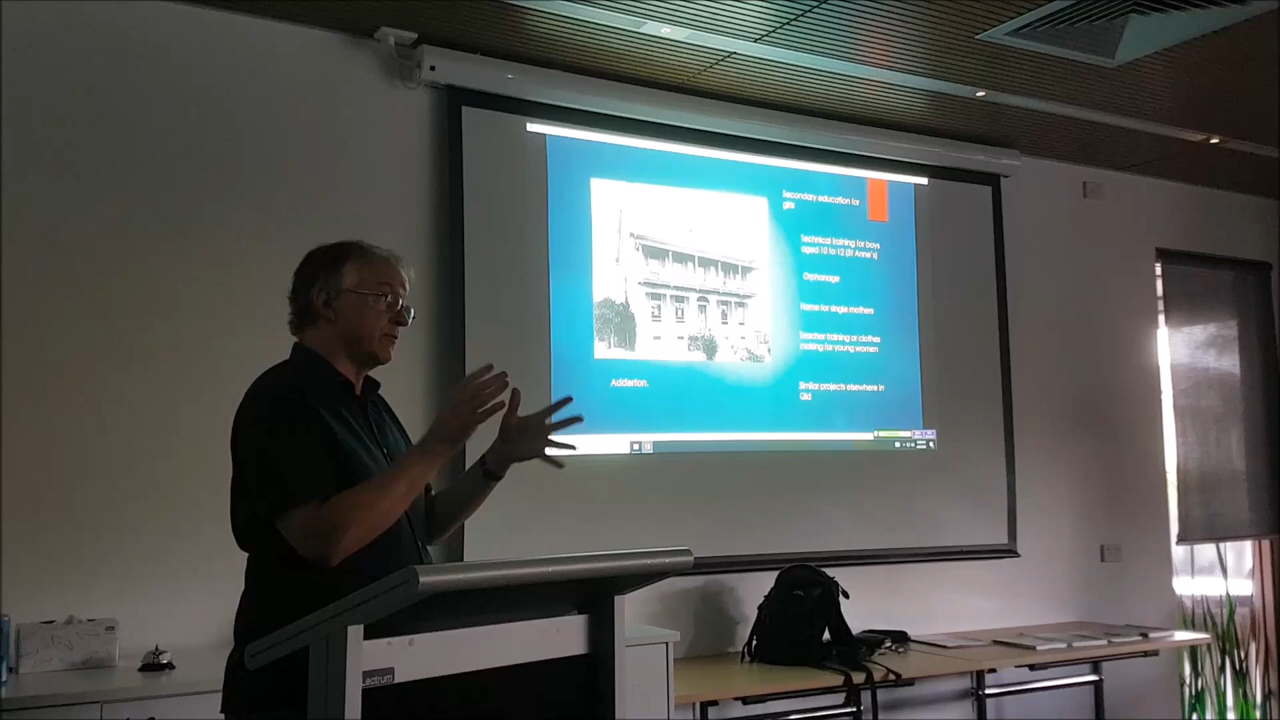 Secondary education for
girls
Technical training for boys
aged 10 to 12 (St Anne's)
Orphanage
Home for single mothers
Teacher training or clothes
making for young women
Adderton.
Similar projects elsewhere in
Qld
Lectrum